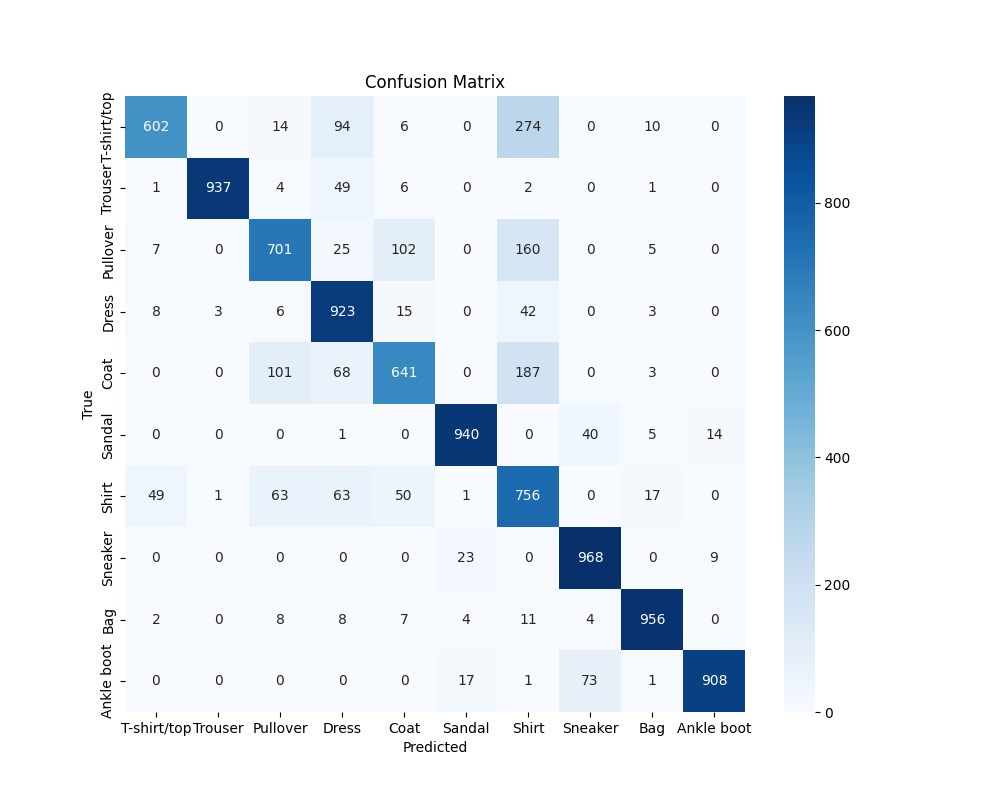 Confusion Matrix
True
T-shirt/top 602 0 14 94 6 0 274 0 10 0
Trouser 1 937 4 49 6 0 2 0 1 0
Pullover 7 0 701 25 102 0 160 0 5 0
Dress 8 3 6 923 15 0 42 0 3 0
Coat 0 0 101 68 641 0 187 0 3 0
Sandal 0 0 0 1 0 940 0 40 5 14
Shirt 49 1 63 63 50 1 756 0 17 0
Sneaker 0 0 0 0 0 23 0 968 0 9
Bag 2 0 8 8 7 4 11 4 956 0
Ankle boot 0 0 0 0 0 17 1 73 1 908
T-shirt/top Trouser Pullover Dress Coat Sandal Shirt Sneaker Bag Ankle boot
Predicted
800
600
400
200
0